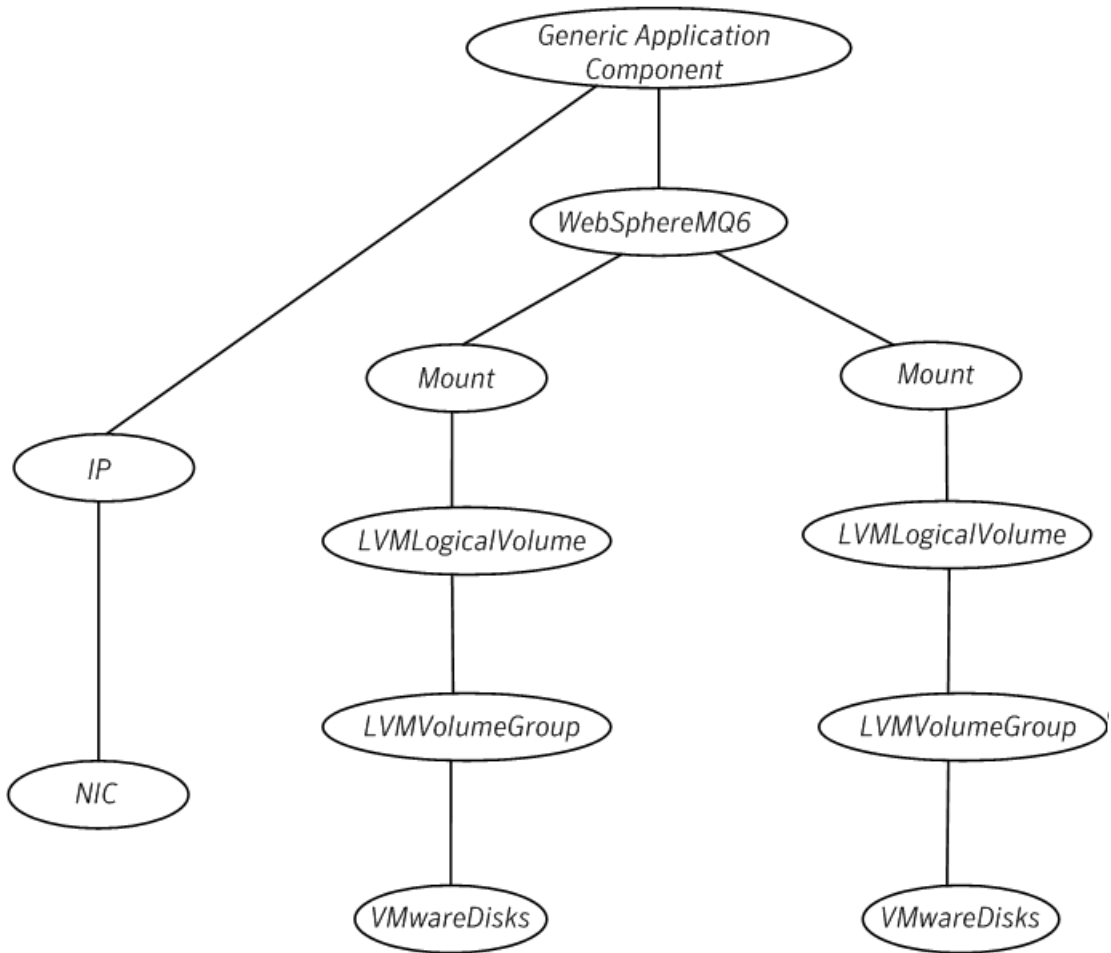 Generic Application
Component
WebSphereMQ6
Mount
Mount
IP
LVMLogicalVolume
LVMLogicalVolume
LVMVolumeGroup
LVMVolumeGroup
NIC
VMwareDisks
VMwareDisks